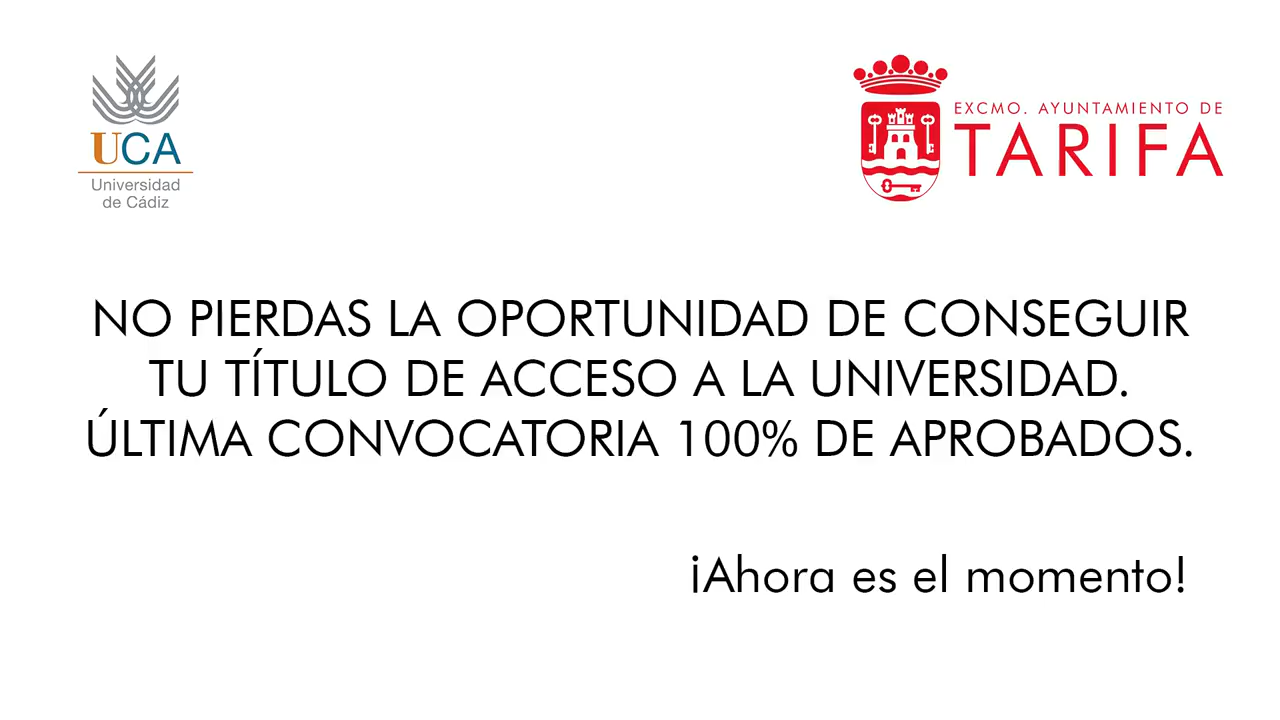 UCA
Universidad
de Cádiz
EXCMO. AYUNTAMIENTO DE
TARIFA
NO PIERDAS LA OPORTUNIDAD DE CONSEGUIR
TU TÍTULO DE ACCESO A LA UNIVERSIDAD.
ÚLTIMA CONVOCATORIA 100% DE APROBADOS.
¡Ahora es el momento!